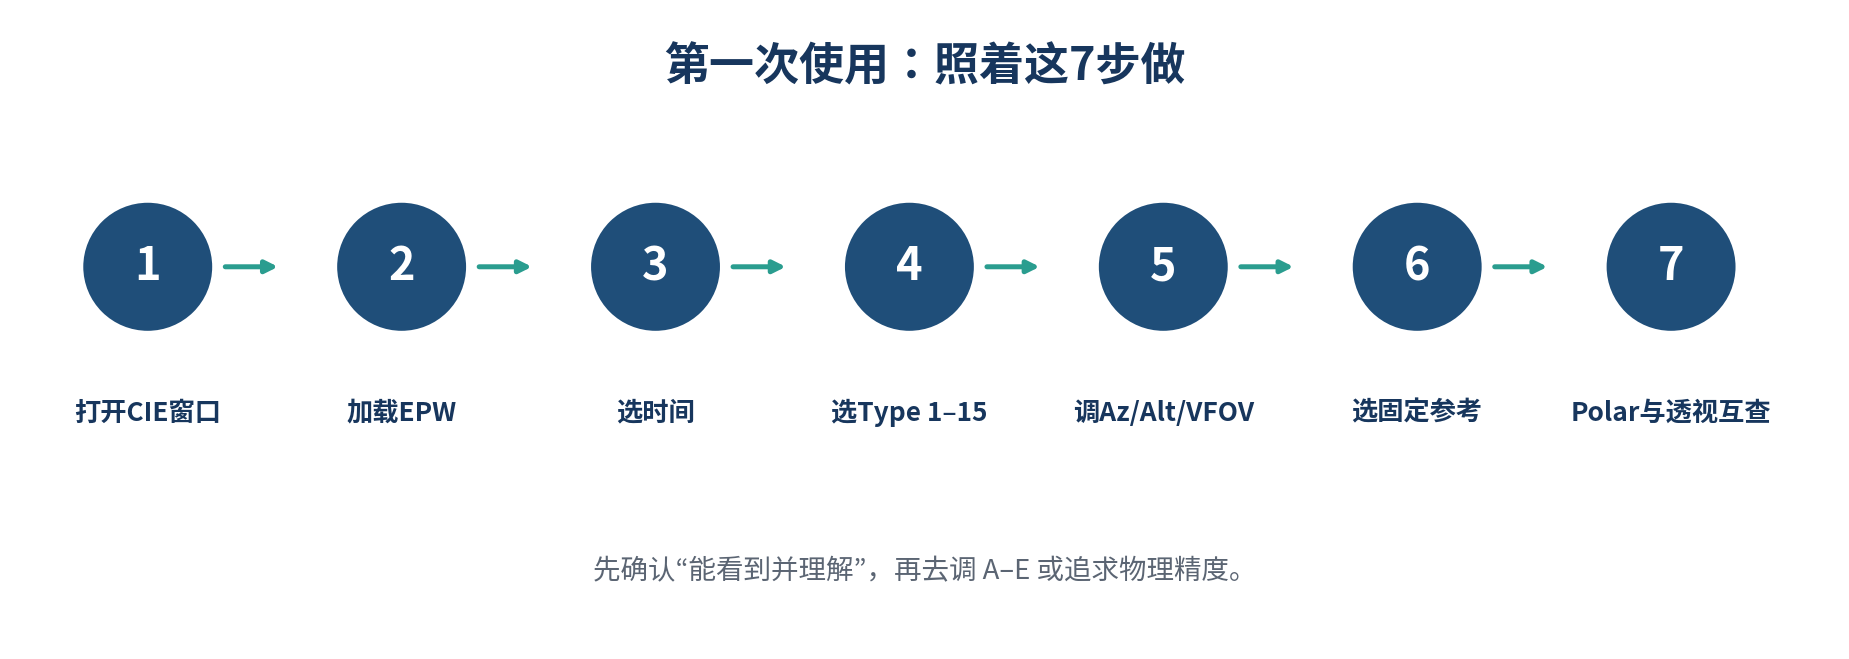 第一次使用：照着这7步做
1
2
3
4
5
6
7
打开CIE窗口
加载EPW
选时间
选Type 1–15
调Az/Alt/VFOV
选固定参考
Polar与透视互查
先确认“能看到并理解”，再去调 A–E 或追求物理精度。